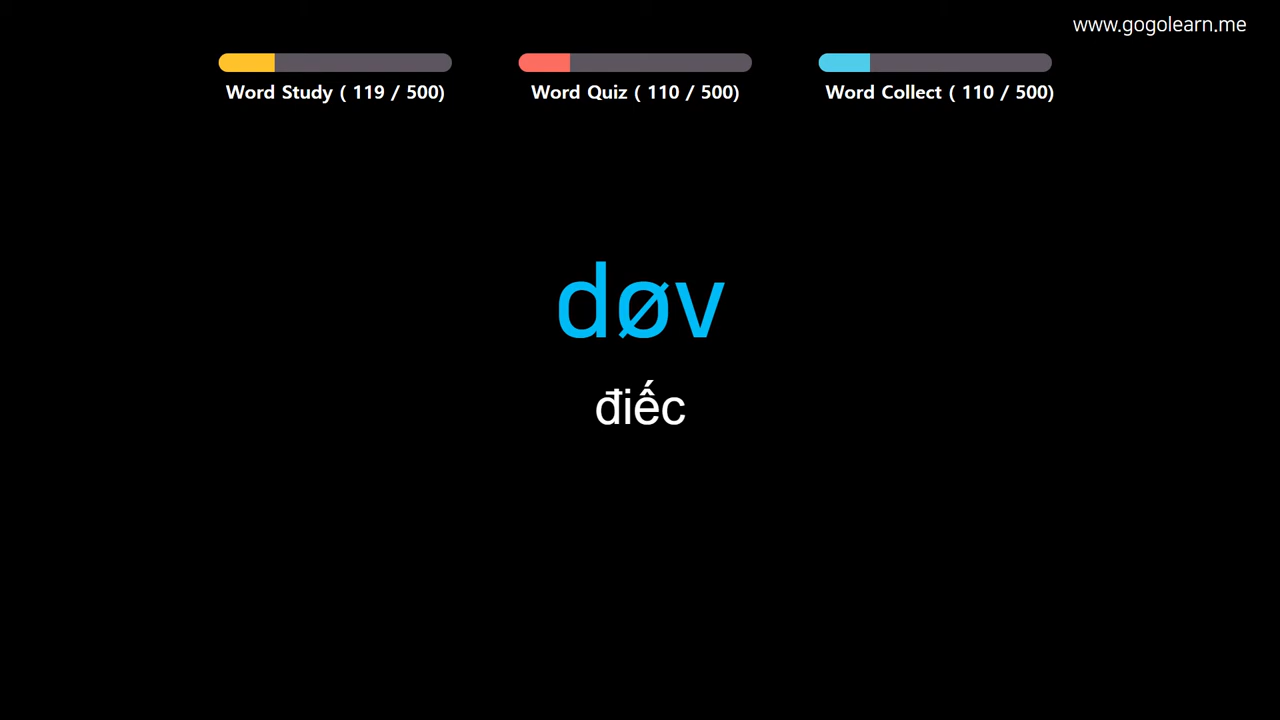 www.gogolearn.me
Word Study ( 119 / 500)
Word Quiz ( 110 / 500)
Word Collect ( 110 / 500)
døv
điếc